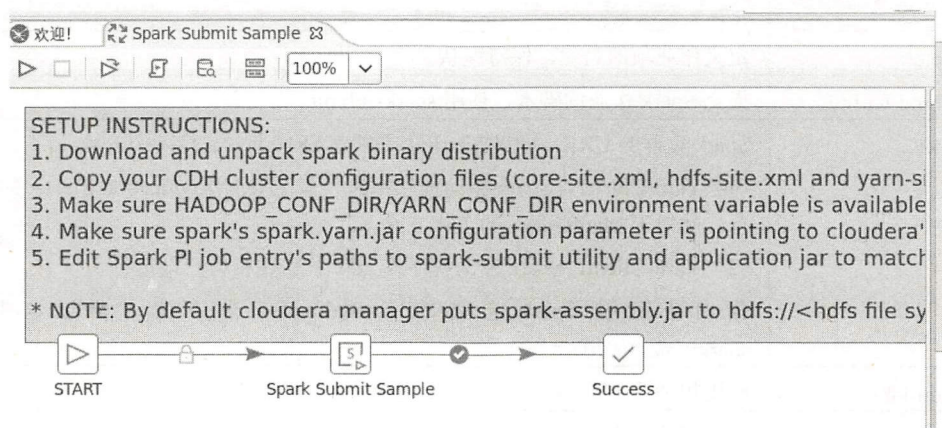 欢迎! Spark Submit Sample
100%
SETUP INSTRUCTIONS:
1. Download and unpack spark binary distribution
2. Copy your CDH cluster configuration files (core-site.xml, hdfs-site.xml and yarn-si
3. Make sure HADOOP_CONF_DIR/YARN_CONF_DIR environment variable is available
4. Make sure spark's spark.yarn.jar configuration parameter is pointing to cloudera'
5. Edit Spark PI job entry's paths to spark-submit utility and application jar to match
* NOTE: By default cloudera manager puts spark-assembly.jar to hdfs://<hdfs file sy
START Spark Submit Sample Success